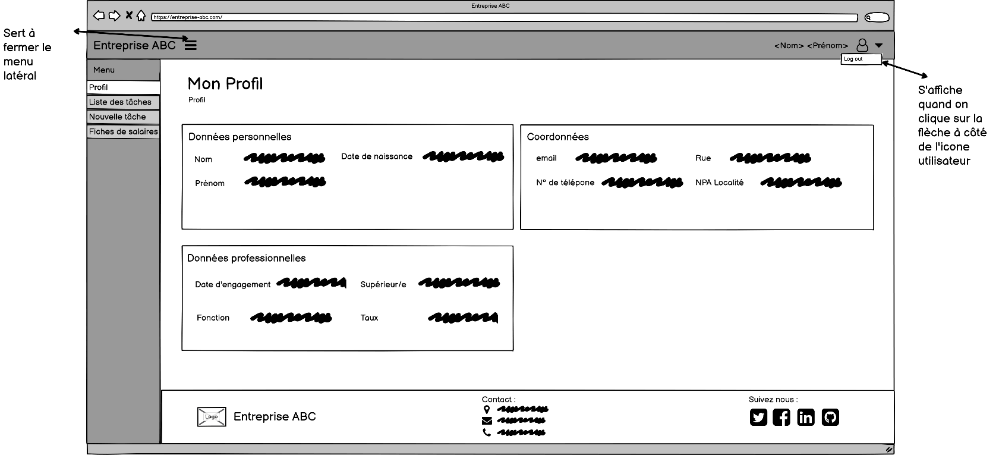 Entreprise ABC
https://entreprise-abc.com/
Sert à
fermer le
menu
latéral
Entreprise ABC
<Nom> <Prénom>
Log out
S'affiche
quand on
clique sur la
flèche à côté
de l'icone
utilisateur
Menu
Profil
Liste des tâches
Nouvelle tâche
Fiches de salaires
Mon Profil
Profil
Données personnelles
Nom
Date de naissance
Prénom
Coordonnées
email
Rue
N° de télépone
NPA Localité
Données professionnelles
Date d'engagement
Supérieur/e
Fonction
Taux
Logo
Entreprise ABC
Contact :
Suivez nous :